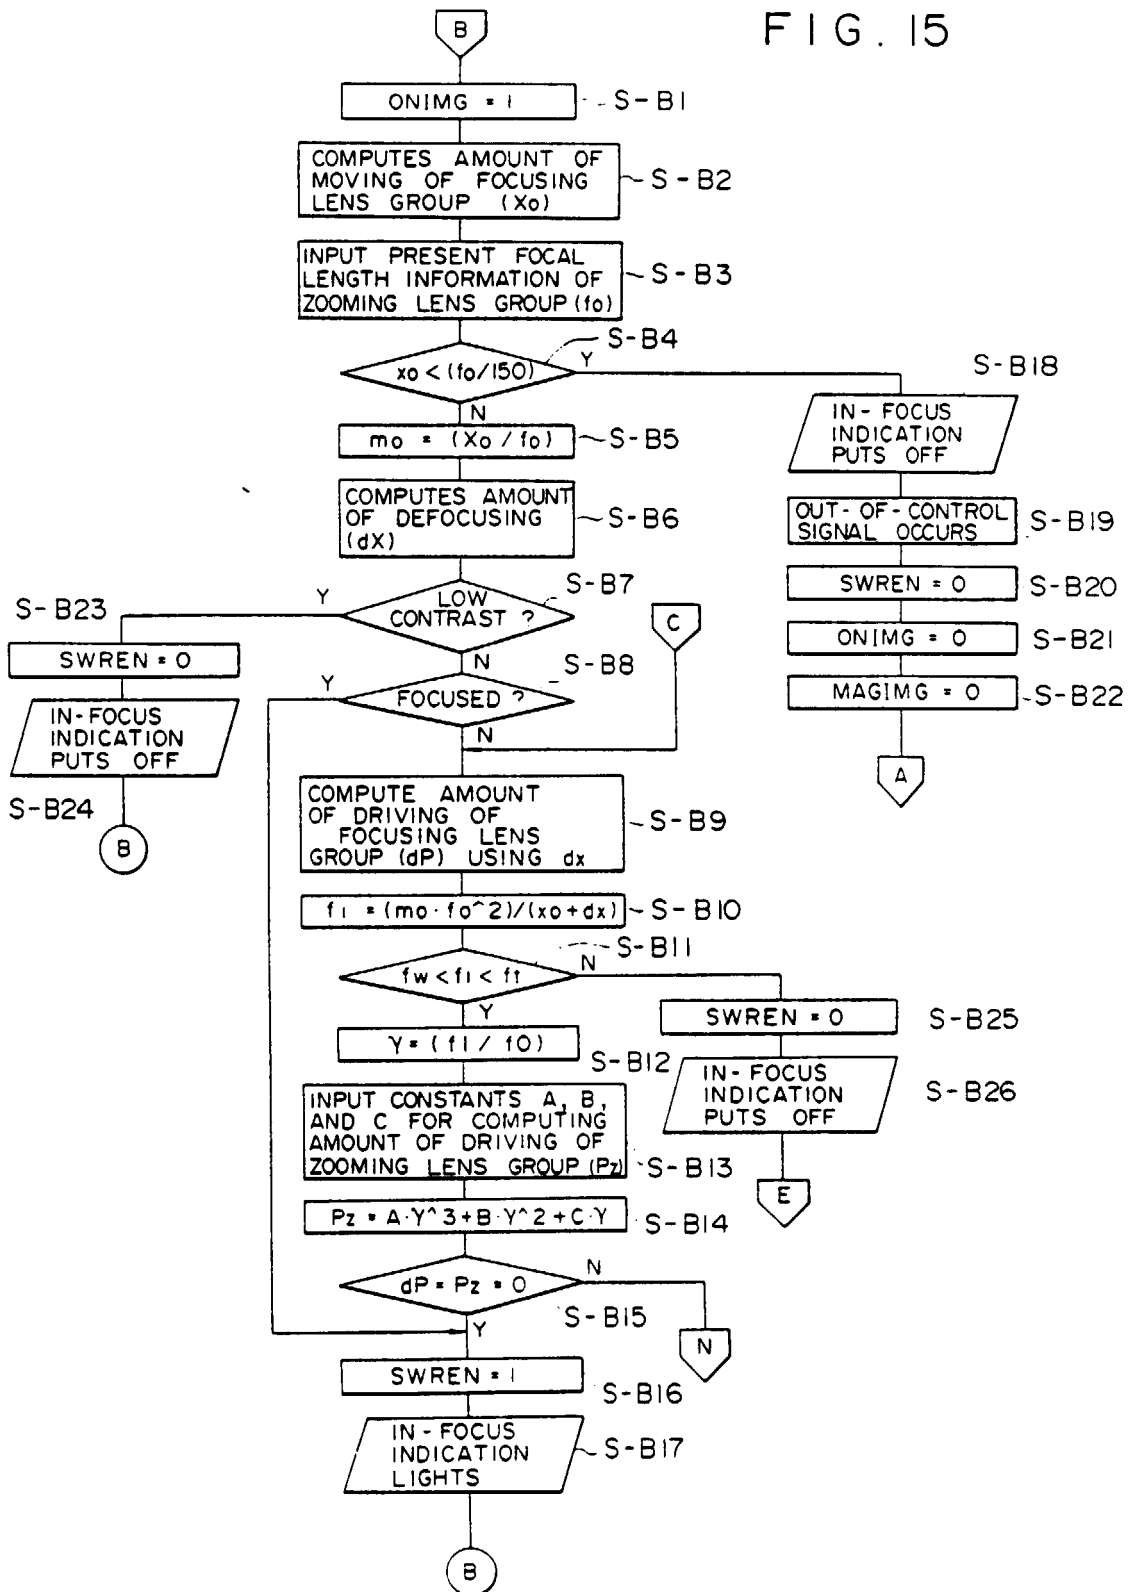 FIG. 15
B
ONIMG = 1
S-B1
COMPUTES AMOUNT OF
MOVING OF FOCUSING
LENS GROUP (Xo)
S-B2
INPUT PRESENT FOCAL
LENGTH INFORMATION OF
ZOOMING LENS GROUP (fo)
S-B3
S-B4
xo < (fo/150)
Y
N
S-B18
IN-FOCUS
INDICATION
PUTS OFF
mo = (Xo / fo)
S-B5
COMPUTES AMOUNT
OF DEFOCUSING
(dX)
S-B6
OUT-OF-CONTROL
SIGNAL OCCURS
S-B19
SWREN = 0
S-B20
ONIMG = 0
S-B21
MAGIMG = 0
S-B22
A
S-B7
LOW
CONTRAST ?
Y
N
S-B23
SWREN = 0
IN-FOCUS
INDICATION
PUTS OFF
S-B24
B
C
S-B8
FOCUSED ?
Y
N
COMPUTE AMOUNT
OF DRIVING OF
FOCUSING LENS
GROUP (dP) USING dx
S-B9
f1 = (mo·fo^2)/(xo+dx)
S-B10
S-B11
fw < f1 < fT
N
Y
SWREN = 0
S-B25
IN-FOCUS
INDICATION
PUTS OFF
S-B26
E
γ = (f1 / f0)
S-B12
INPUT CONSTANTS A, B,
AND C FOR COMPUTING
AMOUNT OF DRIVING OF
ZOOMING LENS GROUP (Pz)
S-B13
Pz = A·γ^3+B·γ^2+C·γ
S-B14
dP = Pz = 0
N
S-B15
Y
N
SWREN = 1
S-B16
IN-FOCUS
INDICATION
LIGHTS
S-B17
B